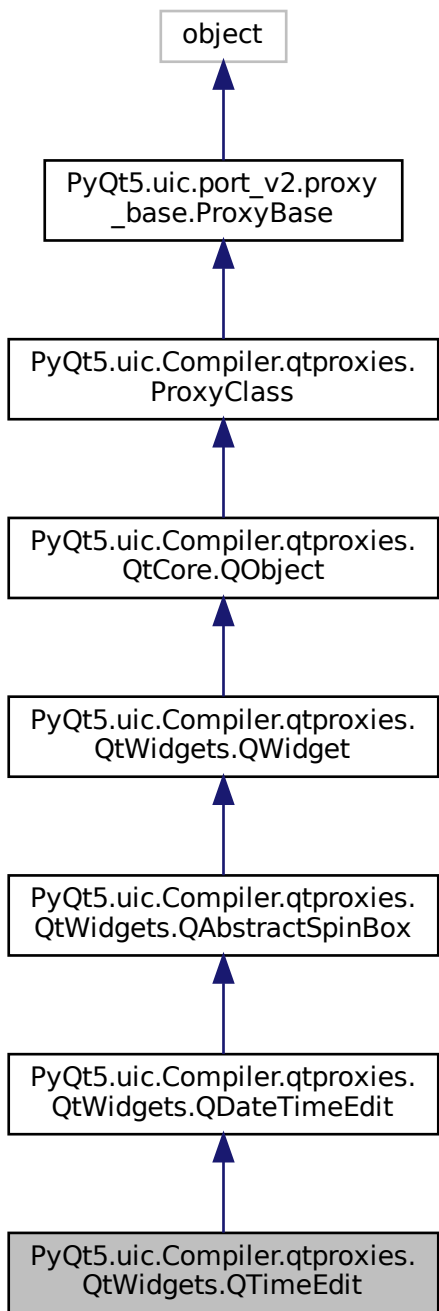 object
PyQt5.uic.port_v2.proxy
_base.ProxyBase
PyQt5.uic.Compiler.qtproxies.
ProxyClass
PyQt5.uic.Compiler.qtproxies.
QtCore.QObject
PyQt5.uic.Compiler.qtproxies.
QtWidgets.QWidget
PyQt5.uic.Compiler.qtproxies.
QtWidgets.QAbstractSpinBox
PyQt5.uic.Compiler.qtproxies.
QtWidgets.QDateTimeEdit
PyQt5.uic.Compiler.qtproxies.
QtWidgets.QTimeEdit